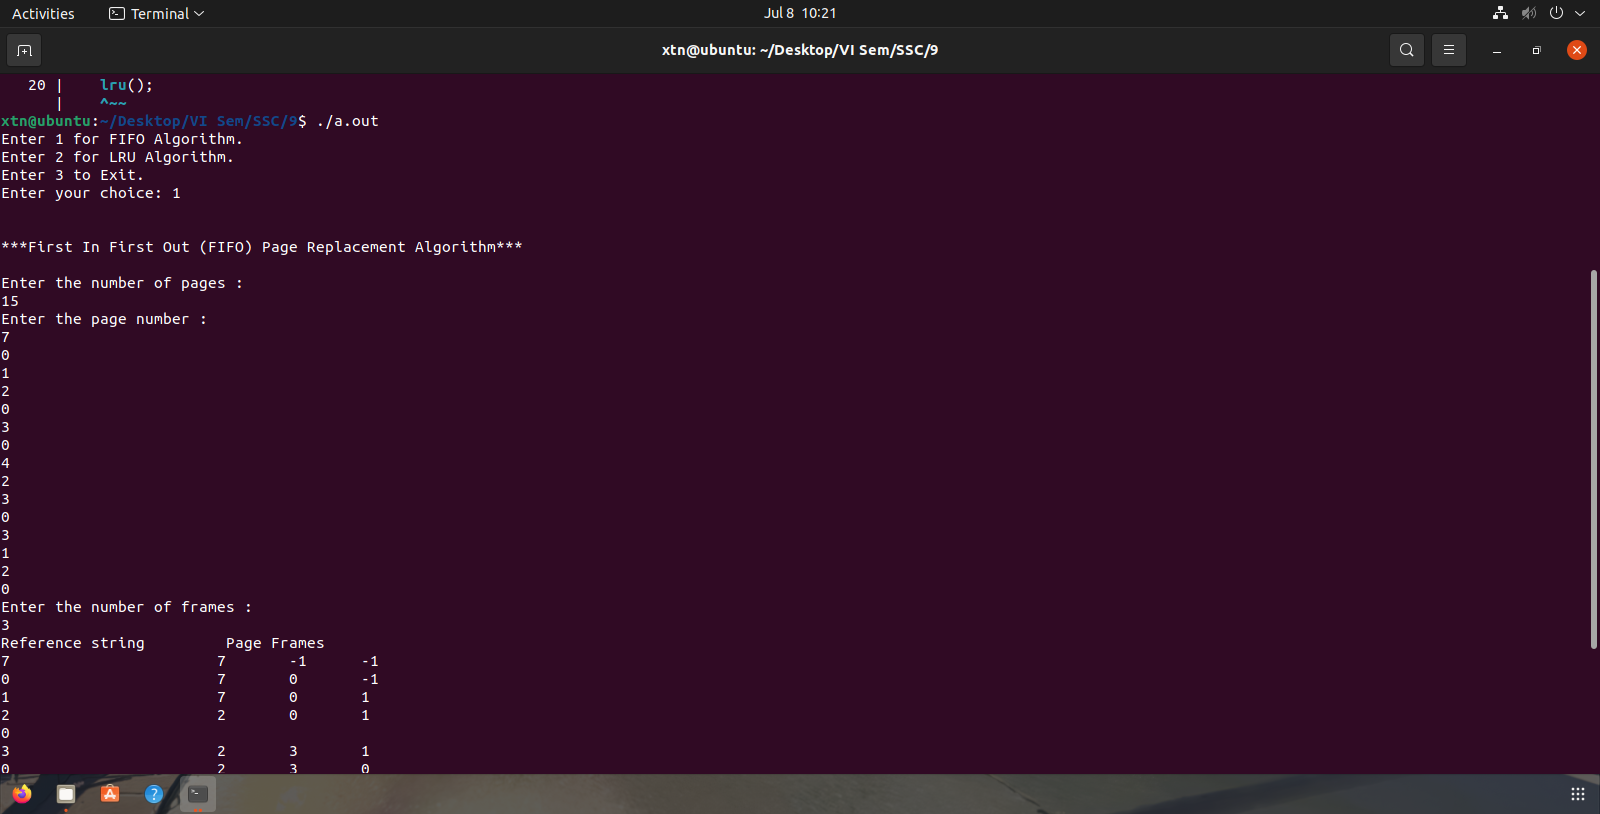 Activities Terminal Jul 8 10:21
xtn@ubuntu: ~/Desktop/VI Sem/SSC/9
20 | lru();
| ^~~
xtn@ubuntu:~/Desktop/VI Sem/SSC/9$ ./a.out
Enter 1 for FIFO Algorithm.
Enter 2 for LRU Algorithm.
Enter 3 to Exit.
Enter your choice: 1
***First In First Out (FIFO) Page Replacement Algorithm***
Enter the number of pages :
15
Enter the page number :
7
0
1
2
0
3
0
4
2
3
0
3
1
2
0
Enter the number of frames :
3
Reference string Page Frames
7 7 -1 -1
0 7 0 -1
1 7 0 1
2 2 0 1
0
3 2 3 1
0 2 3 0